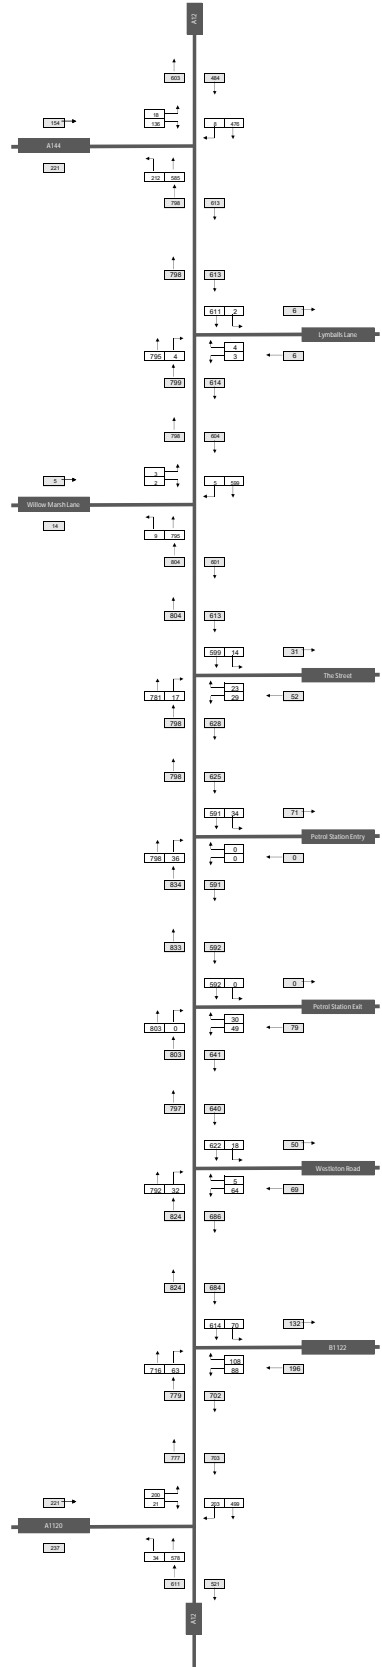 A12
603 484
18
154 136 8 476
A144
221 212 585
798 613
798 613
611 2 6
Lymballs Lane
4
795 4 3 6
799 614
798 604
3
5 2 5 599
Willow Marsh Lane
14 9 795
804 601
804 613
599 14 31
The Street
23
781 17 29 52
798 628
798 625
591 34 71
Petrol Station Entry
0
798 36 0 0
834 591
833 592
592 0 0
Petrol Station Exit
30
803 0 49 79
803 641
797 640
622 18 50
Westleton Road
5
792 32 64 69
824 686
824 684
614 70 132
B1122
108
716 63 88 196
779 702
777 703
200
221 21 203 499
A1120
237 34 578
611 521
A12